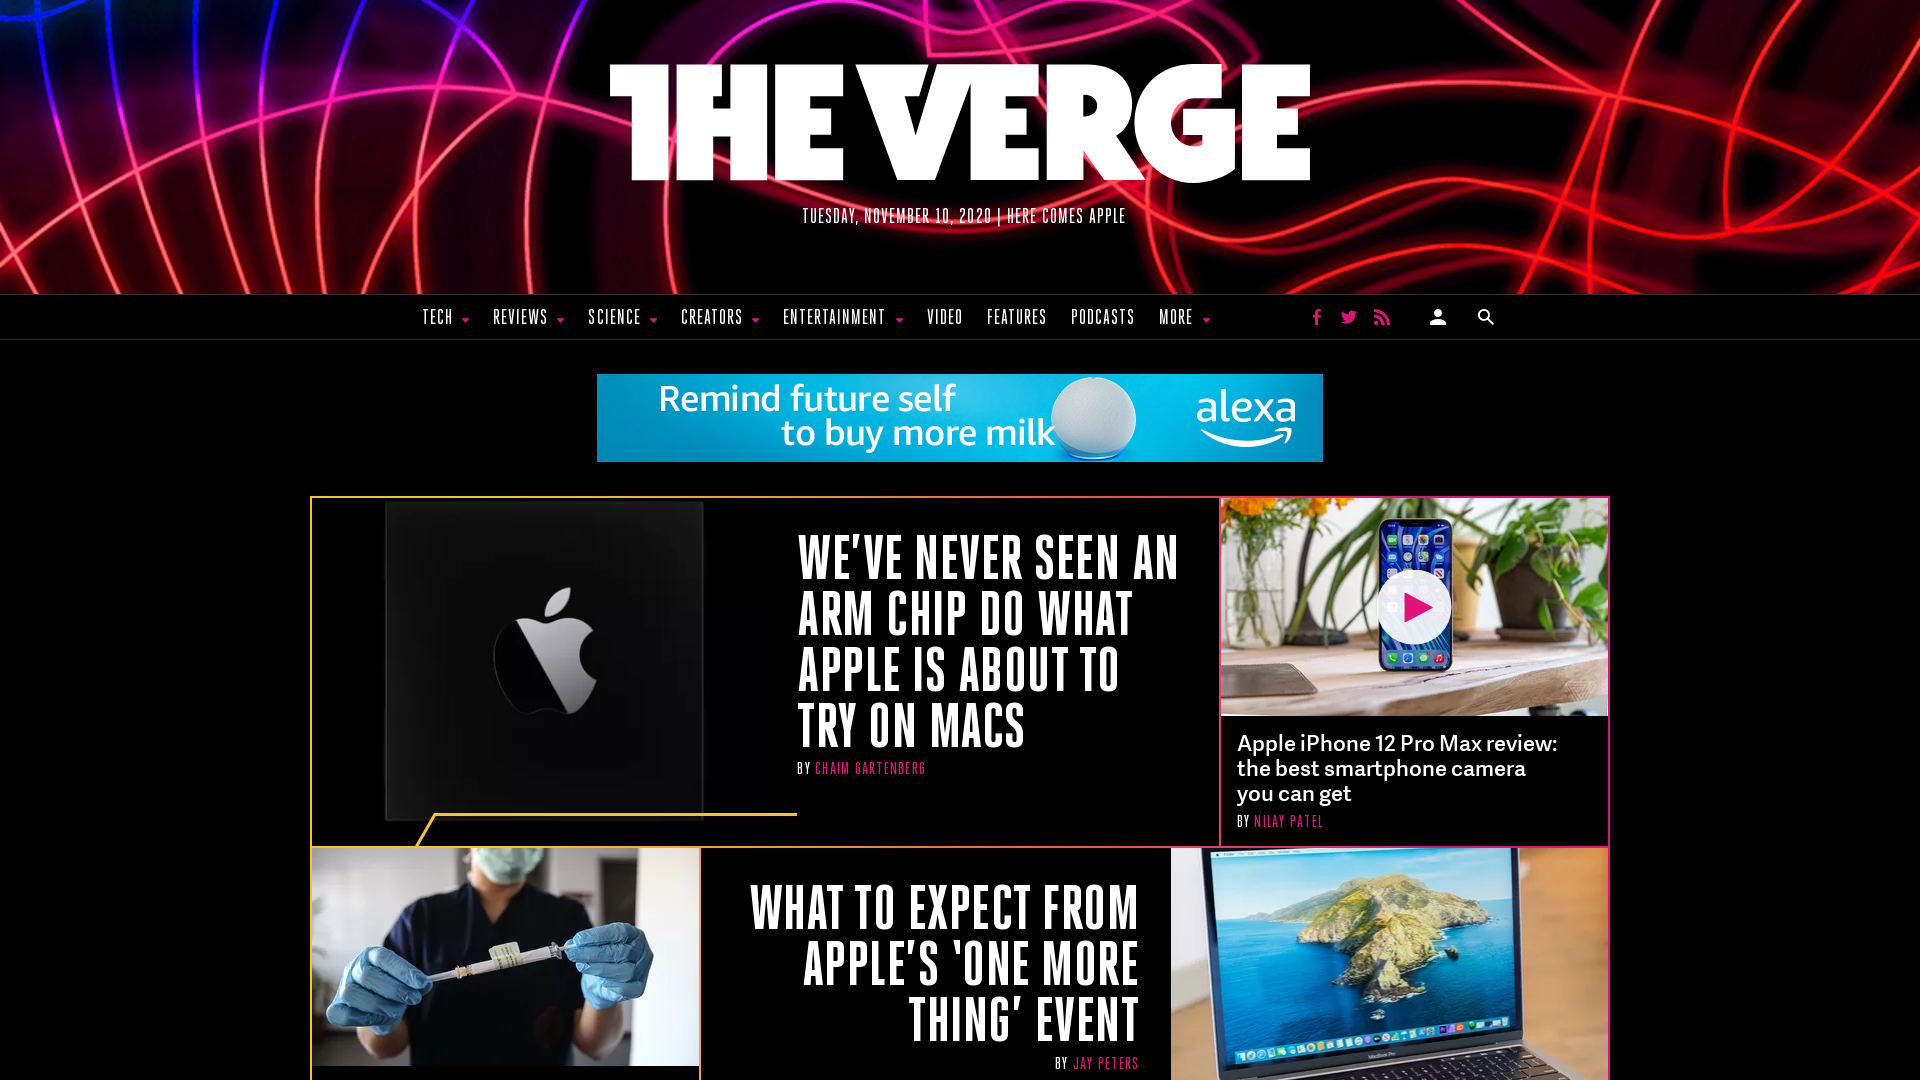 THE VERGE
TUESDAY, NOVEMBER 10, 2020 | HERE COMES APPLE
TECH REVIEWS SCIENCE CREATORS ENTERTAINMENT VIDEO FEATURES PODCASTS MORE
Remind future self
to buy more milk
alexa
WE'VE NEVER SEEN AN
ARM CHIP DO WHAT
APPLE IS ABOUT TO
TRY ON MACS
BY CHAIM GARTENBERG
Apple iPhone 12 Pro Max review:
the best smartphone camera
you can get
BY NILAY PATEL
WHAT TO EXPECT FROM
APPLE'S ‘ONE MORE
THING’ EVENT
BY JAY PETERS
MacBook Pro